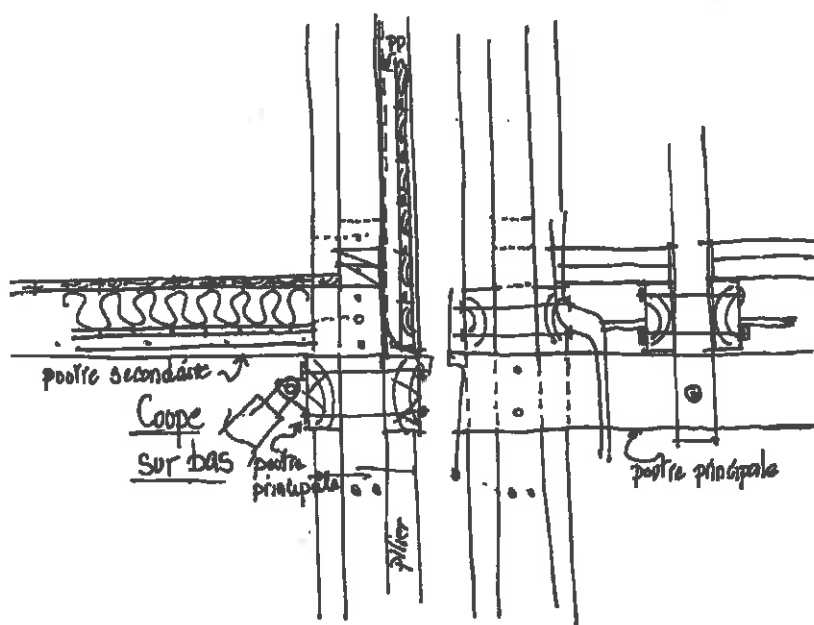 PP
poutre secondaire
Coupe
sur bas
poutre
principale
pilier
poutre principale